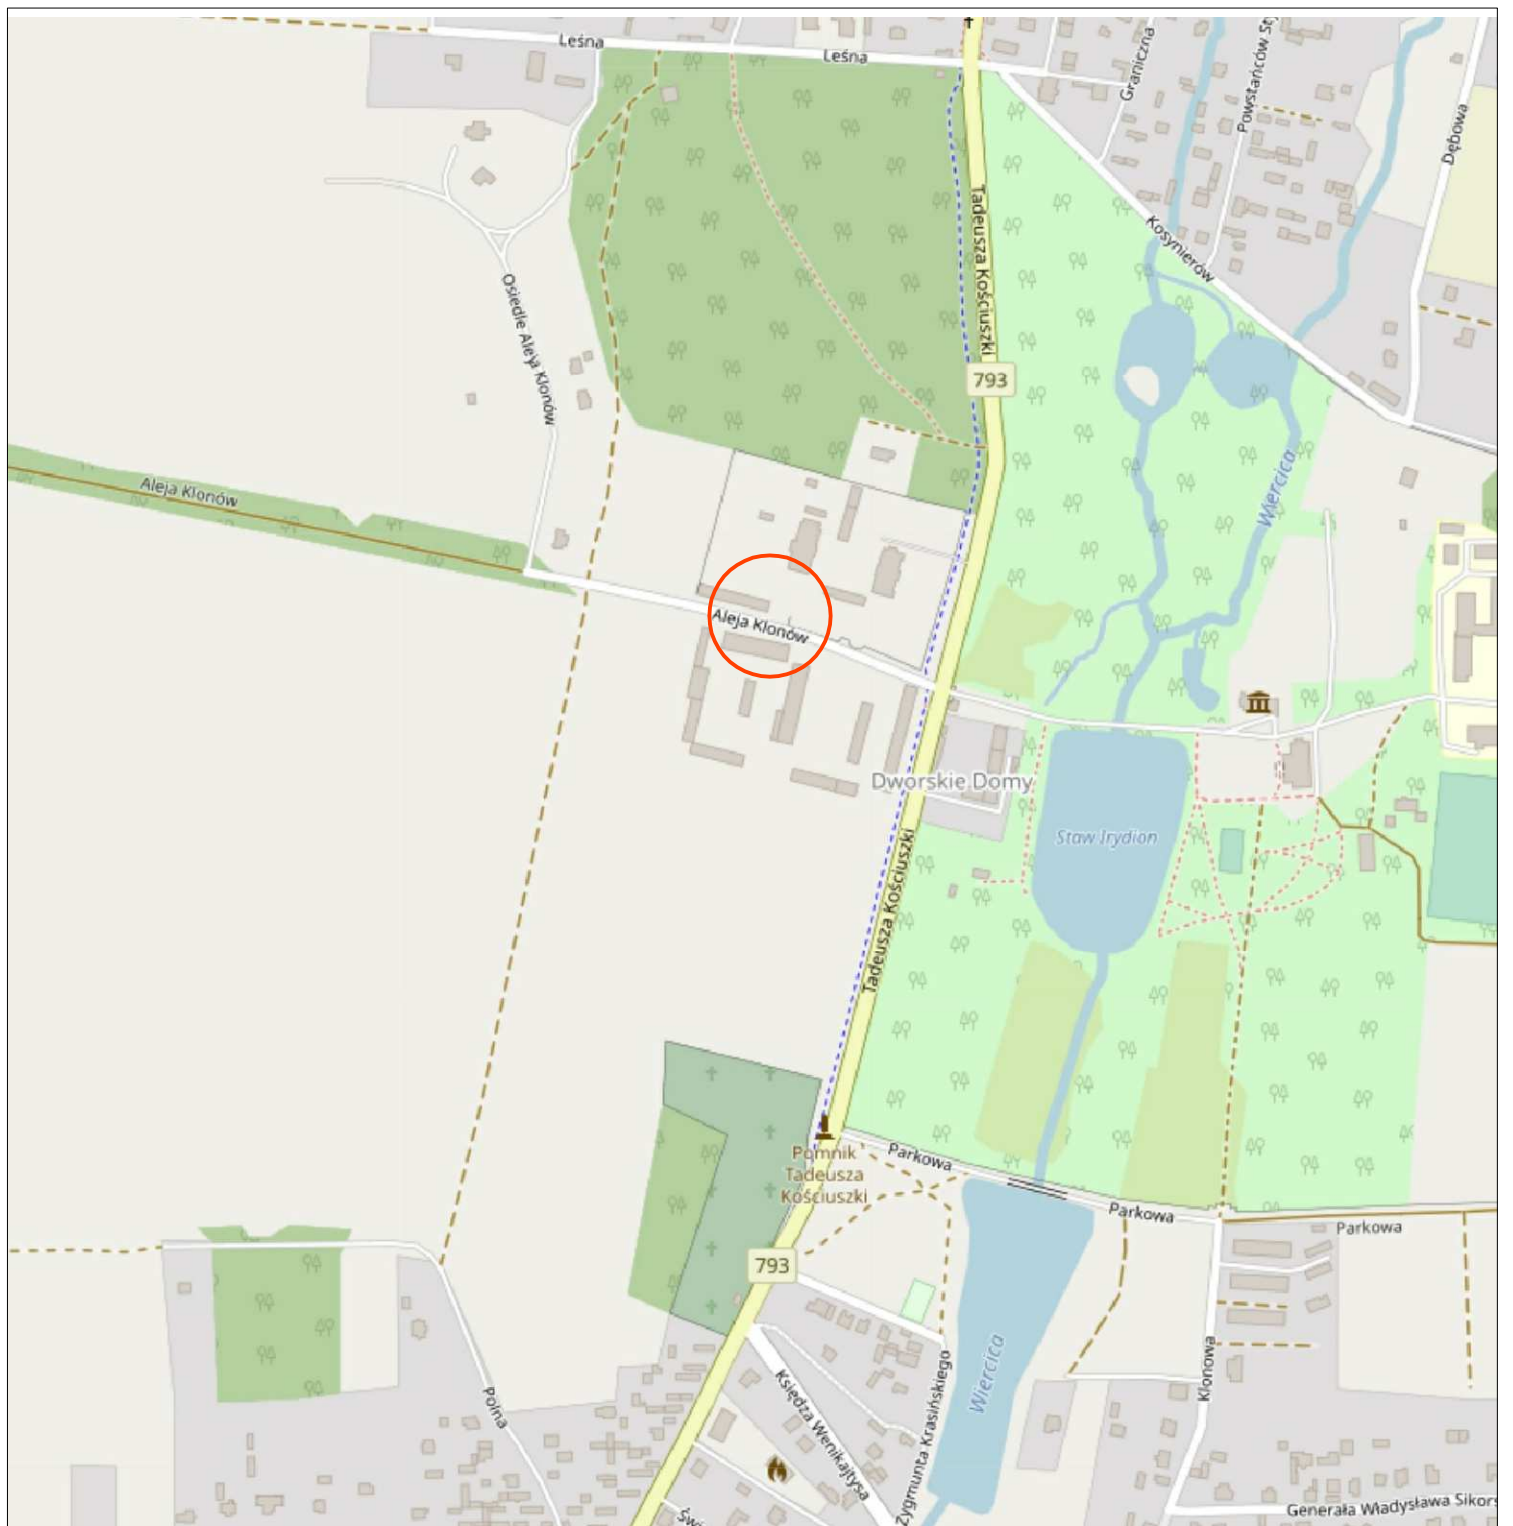 Leśna
Leśna
Graniczna
Powstańców
Dębowa
Tadeusza Kościuszki
Kosynierów
Osiedle Aleja Klonów
793
Wiercica
Aleja Klonów
Aleja Klonów
Dworskie Domy
Staw Irydion
Tadeusza Kościuszki
Parkowa
Pomnik
Tadeusza
Kościuszki
Parkowa
Parkowa
793
Księdza Wenikajtysa
Zygmunta Krasińskiego
Wiercica
Klonowa
Polna
Generała Władysława Sikors